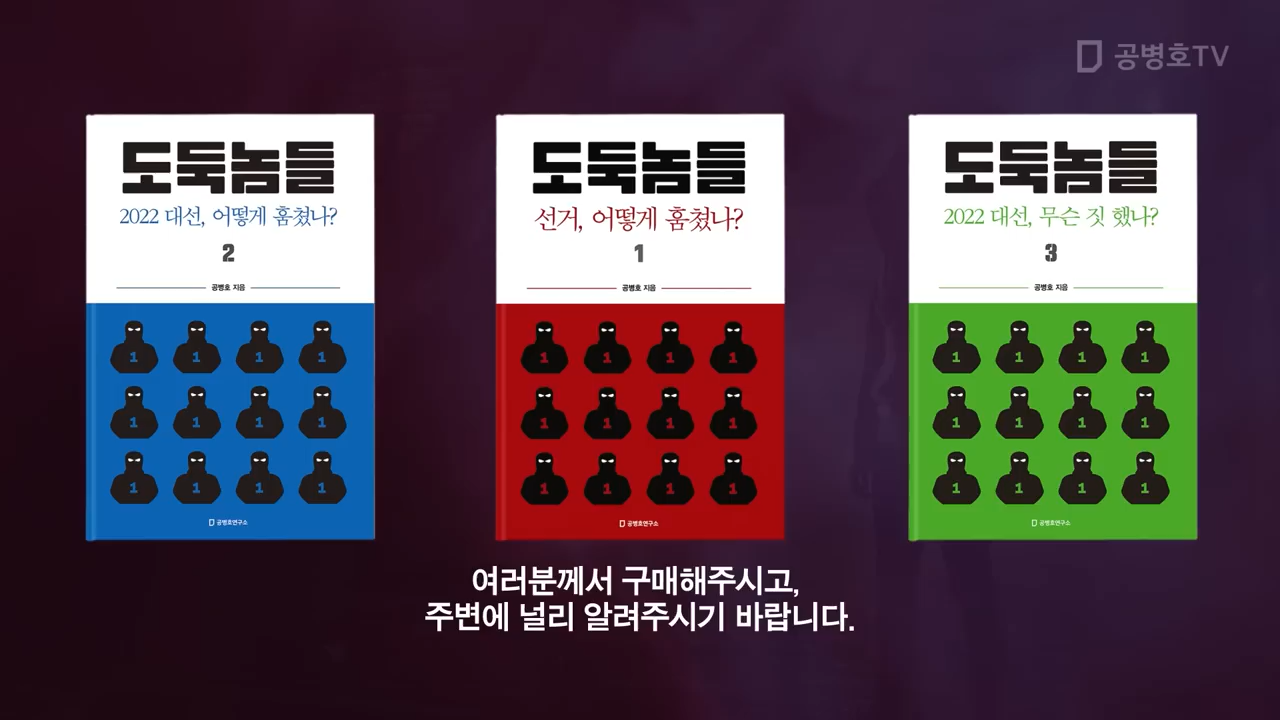 공병호TV
도둑놈들
2022 대선, 어떻게 훔쳤나?
2
공병호 지음
1 1 1 1
1 1 1 1
1 1 1 1
공병호연구소
도둑놈들
선거, 어떻게 훔쳤나?
1
공병호 지음
1 1 1 1
1 1 1 1
1 1 1 1
공병호연구소
도둑놈들
2022 대선, 무슨 짓 했나?
3
공병호 지음
1 1 1 1
1 1 1 1
1 1 1 1
공병호연구소
여러분께서 구매해주시고,
주변에 널리 알려주시기 바랍니다.